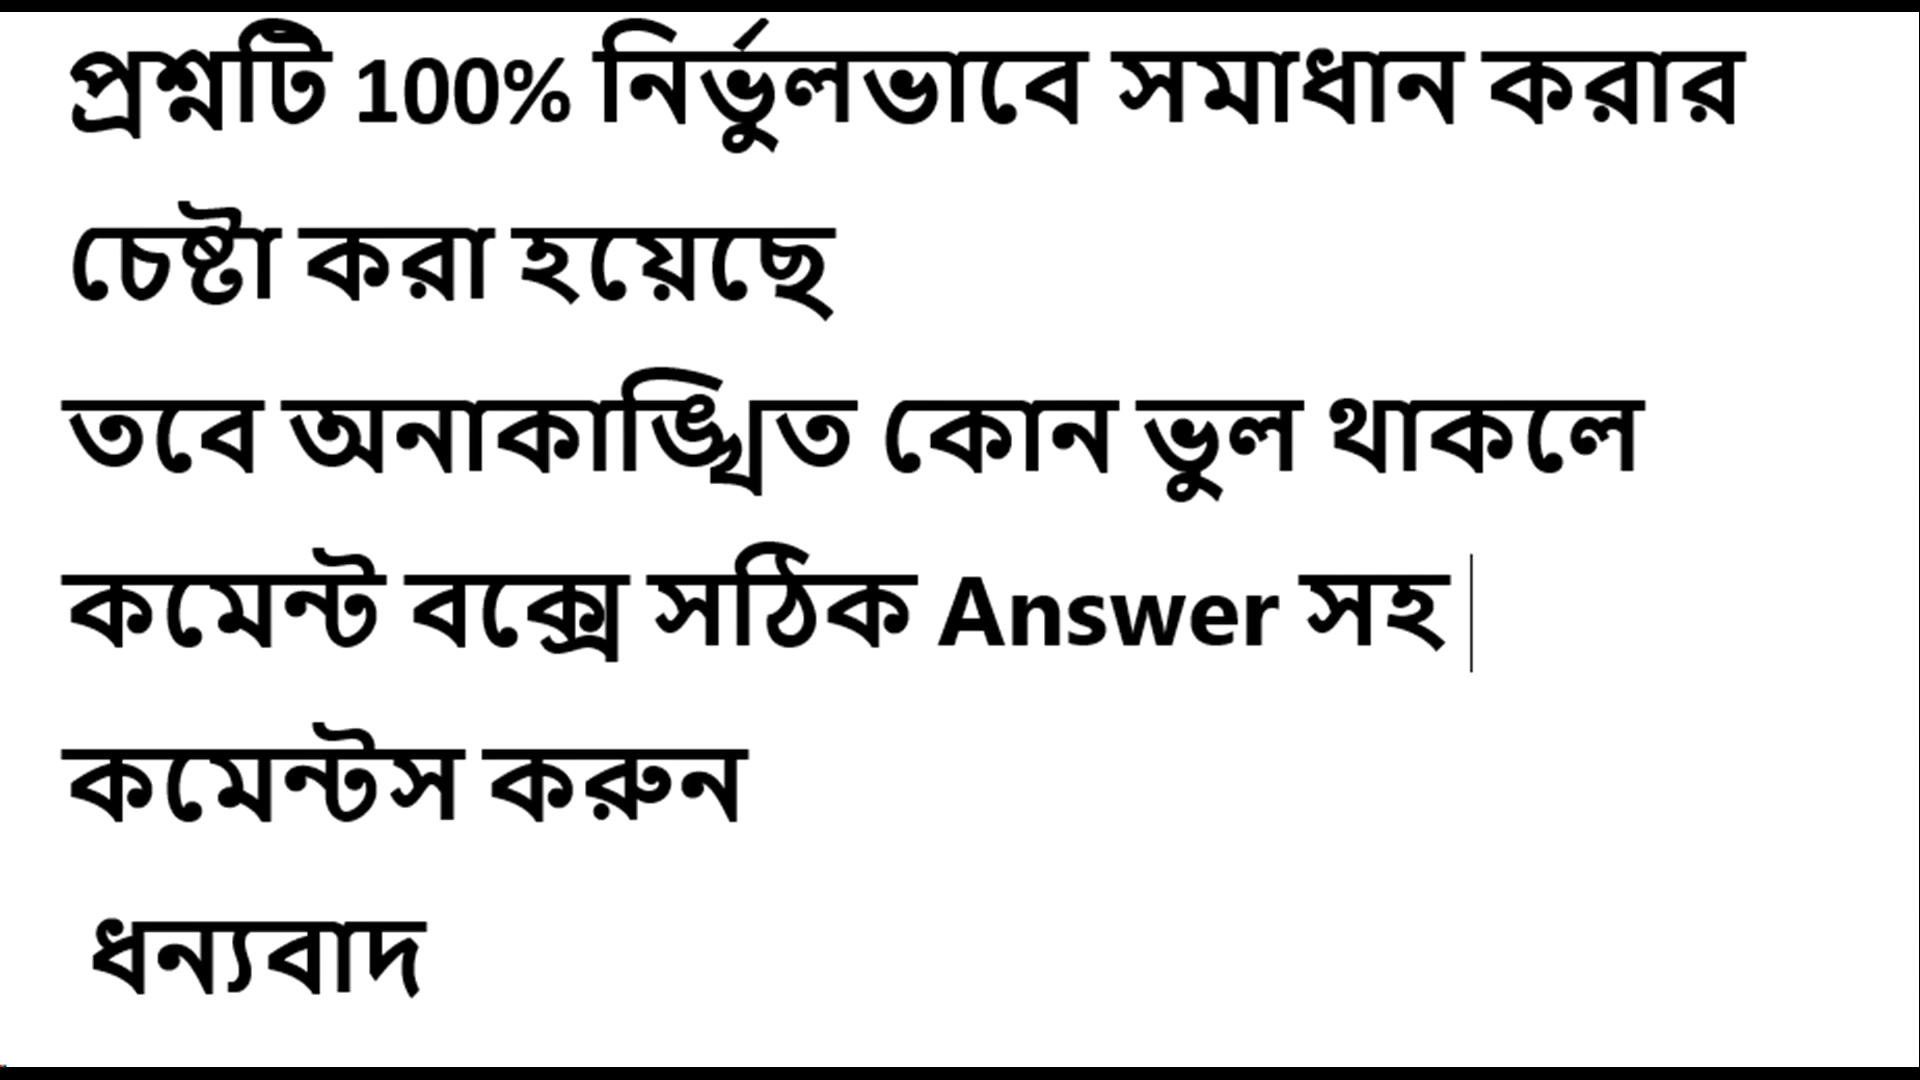 প্রশ্নটি 100% নির্ভুলভাবে সমাধান করার
চেষ্টা করা হয়েছে
তবে অনাকাঙ্খিত কোন ভুল থাকলে
কমেন্ট বক্সে সঠিক Answer সহ
কমেন্টস করুন
ধন্যবাদ